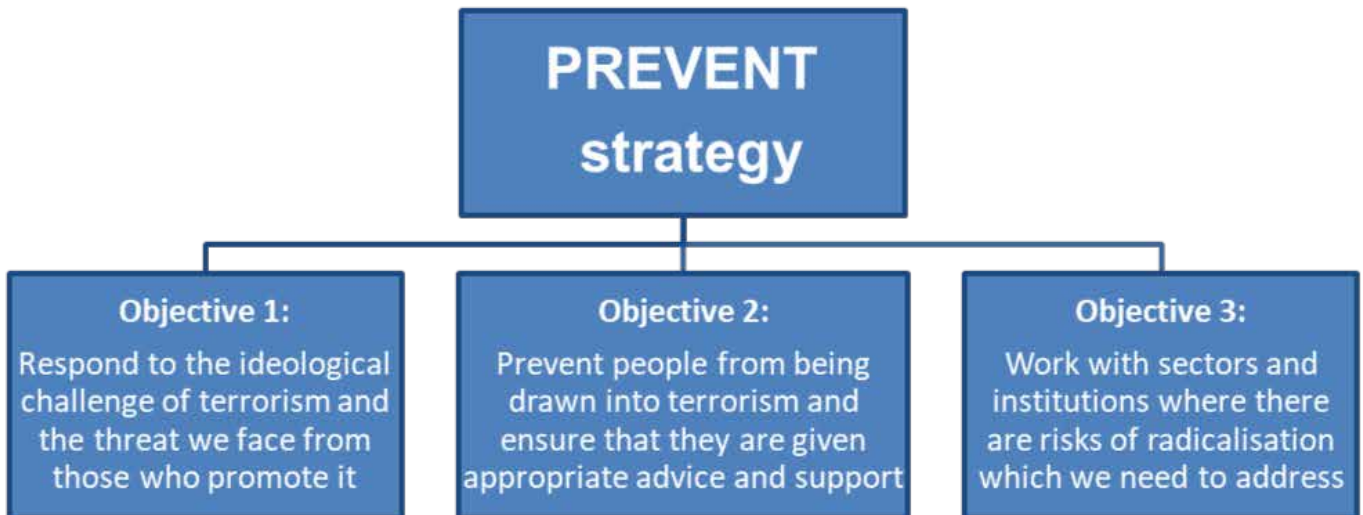 PREVENT
strategy
Objective 1:
Respond to the ideological
challenge of terrorism and
the threat we face from
those who promote it
Objective 2:
Prevent people from being
drawn into terrorism and
ensure that they are given
appropriate advice and support
Objective 3:
Work with sectors and
institutions where there
are risks of radicalisation
which we need to address